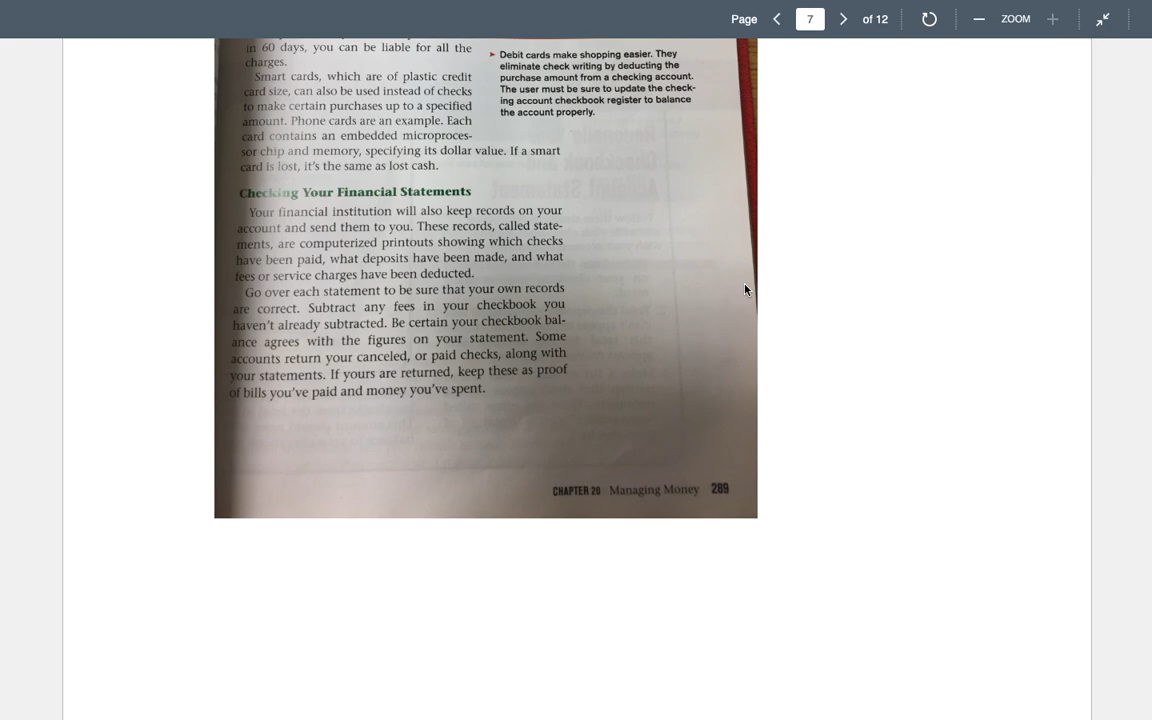 Page 7 of 12 ZOOM
in 60 days, you can be liable for all the
charges.
Smart cards, which are of plastic credit
card size, can also be used instead of checks
to make certain purchases up to a specified
amount. Phone cards are an example. Each
card contains an embedded microproces-
sor chip and memory, specifying its dollar value. If a smart
card is lost, it's the same as lost cash.
➤ Debit cards make shopping easier. They
eliminate check writing by deducting the
purchase amount from a checking account.
The user must be sure to update the check-
ing account checkbook register to balance
the account properly.
Checking Your Financial Statements
Your financial institution will also keep records on your
account and send them to you. These records, called state-
ments, are computerized printouts showing which checks
have been paid, what deposits have been made, and what
fees or service charges have been deducted.
Go over each statement to be sure that your own records
are correct. Subtract any fees in your checkbook you
haven't already subtracted. Be certain your checkbook bal-
ance agrees with the figures on your statement. Some
accounts return your canceled, or paid checks, along with
your statements. If yours are returned, keep these as proof
of bills you've paid and money you've spent.
CHAPTER 20 Managing Money 289